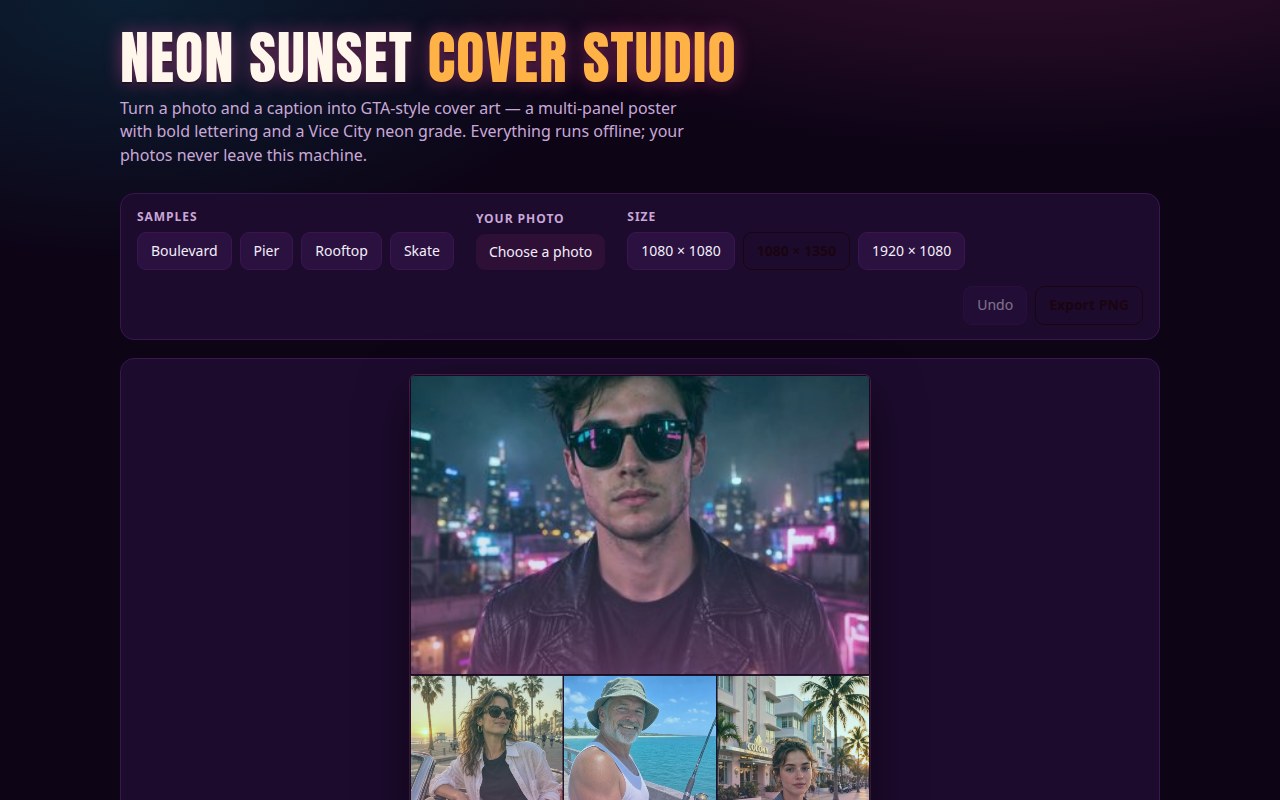 NEON SUNSET COVER STUDIO
Turn a photo and a caption into GTA-style cover art — a multi-panel poster
with bold lettering and a Vice City neon grade. Everything runs offline; your
photos never leave this machine.
SAMPLES
Boulevard Pier Rooftop Skate
YOUR PHOTO
Choose a photo
SIZE
1080 × 1080 1080 × 1350 1920 × 1080
Undo Export PNG
COLONY